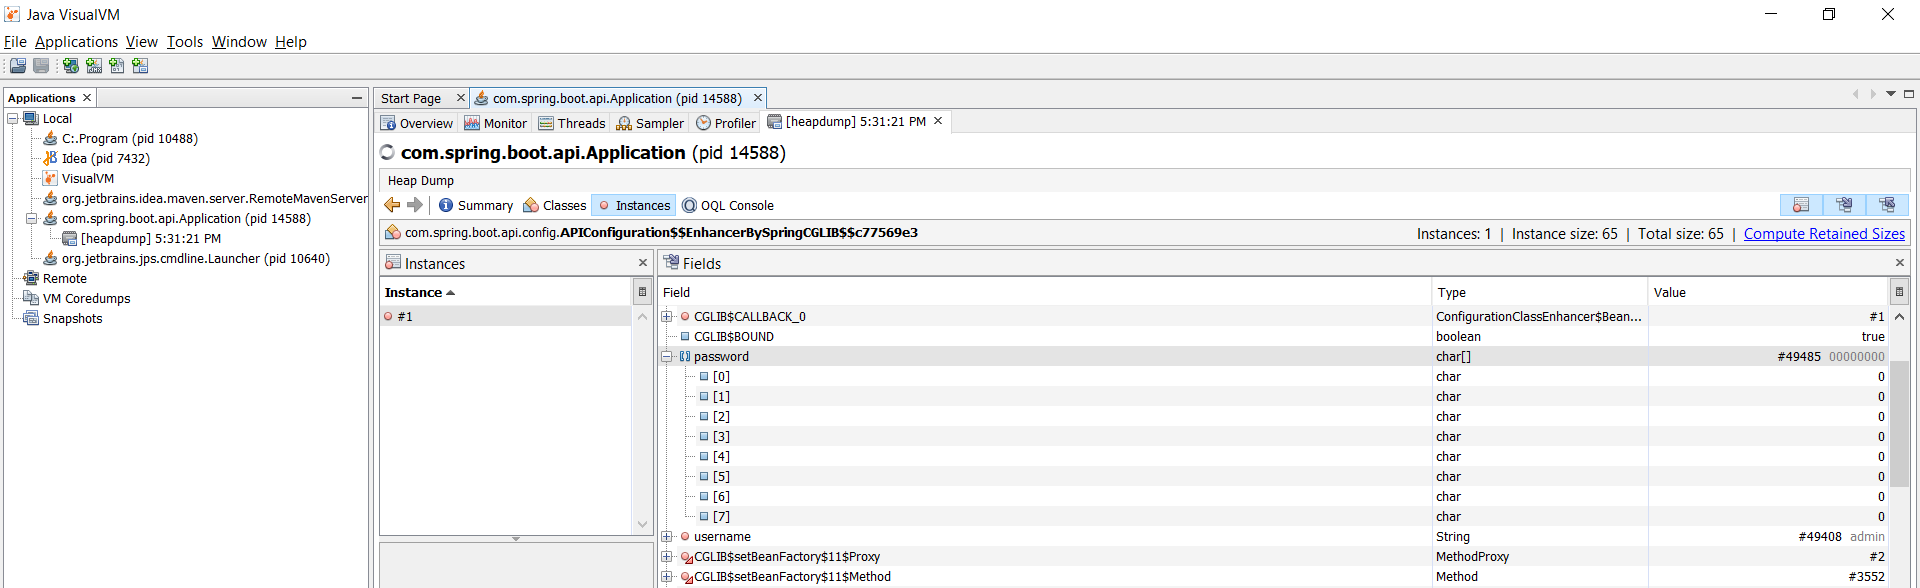 Java VisualVM
File Applications View Tools Window Help
Applications
Local
C:.Program (pid 10488)
Idea (pid 7432)
VisualVM
org.jetbrains.idea.maven.server.RemoteMavenServer
com.spring.boot.api.Application (pid 14588)
[heapdump] 5:31:21 PM
org.jetbrains.jps.cmdline.Launcher (pid 10640)
Remote
VM Coredumps
Snapshots
Start Page com.spring.boot.api.Application (pid 14588)
Overview Monitor Threads Sampler Profiler [heapdump] 5:31:21 PM
com.spring.boot.api.Application (pid 14588)
Heap Dump
Summary Classes Instances OQL Console
com.spring.boot.api.config.APIConfiguration$$EnhancerBySpringCGLIB$$c77569e3 Instances: 1 | Instance size: 65 | Total size: 65 | Compute Retained Sizes
Instances
Instance
#1
Fields
Field Type Value
CGLIB$CALLBACK_0 ConfigurationClassEnhancer$Bean... #1
CGLIB$BOUND boolean true
password char[] #49485 00000000
[0] char 0
[1] char 0
[2] char 0
[3] char 0
[4] char 0
[5] char 0
[6] char 0
[7] char 0
username String #49408 admin
CGLIB$setBeanFactory$11$Proxy MethodProxy #2
CGLIB$setBeanFactory$11$Method Method #3552